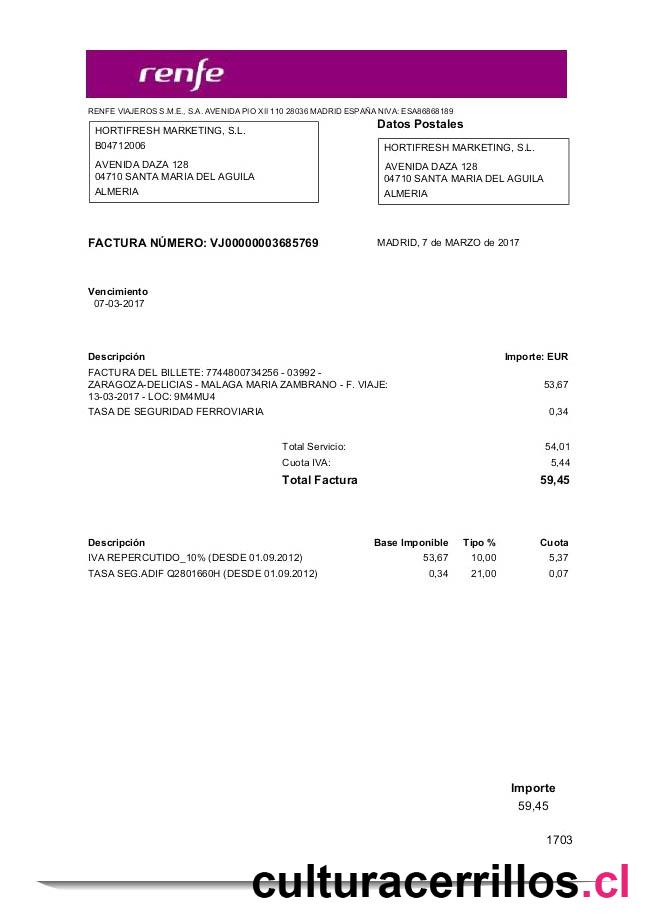 renfe
RENFE VIAJEROS S.M.E., S.A. AVENIDA PIO XII 110 28036 MADRID ESPAÑA NIVA: ESA86868189
HORTIFRESH MARKETING, S.L.
B04712006
AVENIDA DAZA 128
04710 SANTA MARIA DEL AGUILA
ALMERIA
Datos Postales
HORTIFRESH MARKETING, S.L.
AVENIDA DAZA 128
04710 SANTA MARIA DEL AGUILA
ALMERIA
FACTURA NÚMERO: VJ00000003685769 MADRID, 7 de MARZO de 2017
Vencimiento
07-03-2017
Descripción Importe: EUR
FACTURA DEL BILLETE: 7744800734256 - 03992 -
ZARAGOZA-DELICIAS - MALAGA MARIA ZAMBRANO - F. VIAJE: 53,67
13-03-2017 - LOC: 9M4MU4
TASA DE SEGURIDAD FERROVIARIA 0,34
Total Servicio: 54,01
Cuota IVA: 5,44
Total Factura 59,45
Descripción Base Imponible Tipo % Cuota
IVA REPERCUTIDO_10% (DESDE 01.09.2012) 53,67 10,00 5,37
TASA SEG.ADIF Q2801660H (DESDE 01.09.2012) 0,34 21,00 0,07
Importe
59,45
1703
culturacerrillos.cl